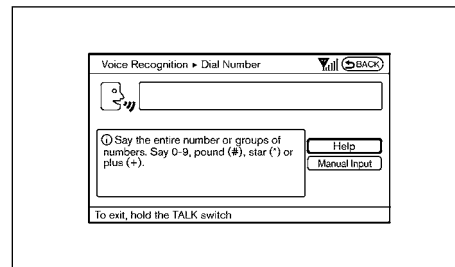 Voice Recognition ▸ Dial Number BACK
ⓘ Say the entire number or groups of
numbers. Say 0-9, pound (#), star (*) or
plus (+).
Help
Manual Input
To exit, hold the TALK switch